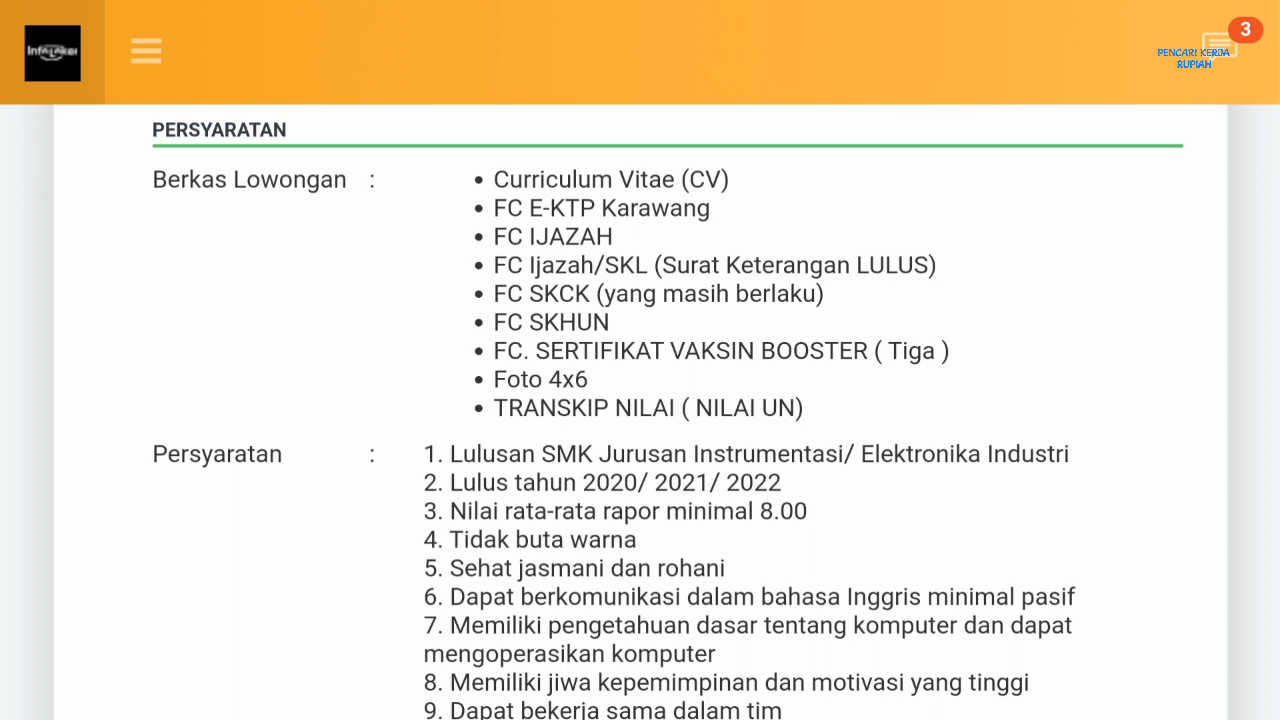 InfoLoker
3
PENCARI KERJA
RUPIAH
PERSYARATAN
Berkas Lowongan :
• Curriculum Vitae (CV)
• FC E-KTP Karawang
• FC IJAZAH
• FC Ijazah/SKL (Surat Keterangan LULUS)
• FC SKCK (yang masih berlaku)
• FC SKHUN
• FC. SERTIFIKAT VAKSIN BOOSTER ( Tiga )
• Foto 4x6
• TRANSKIP NILAI ( NILAI UN)
Persyaratan : 1. Lulusan SMK Jurusan Instrumentasi/ Elektronika Industri
2. Lulus tahun 2020/ 2021/ 2022
3. Nilai rata-rata rapor minimal 8.00
4. Tidak buta warna
5. Sehat jasmani dan rohani
6. Dapat berkomunikasi dalam bahasa Inggris minimal pasif
7. Memiliki pengetahuan dasar tentang komputer dan dapat
mengoperasikan komputer
8. Memiliki jiwa kepemimpinan dan motivasi yang tinggi
9. Dapat bekerja sama dalam tim